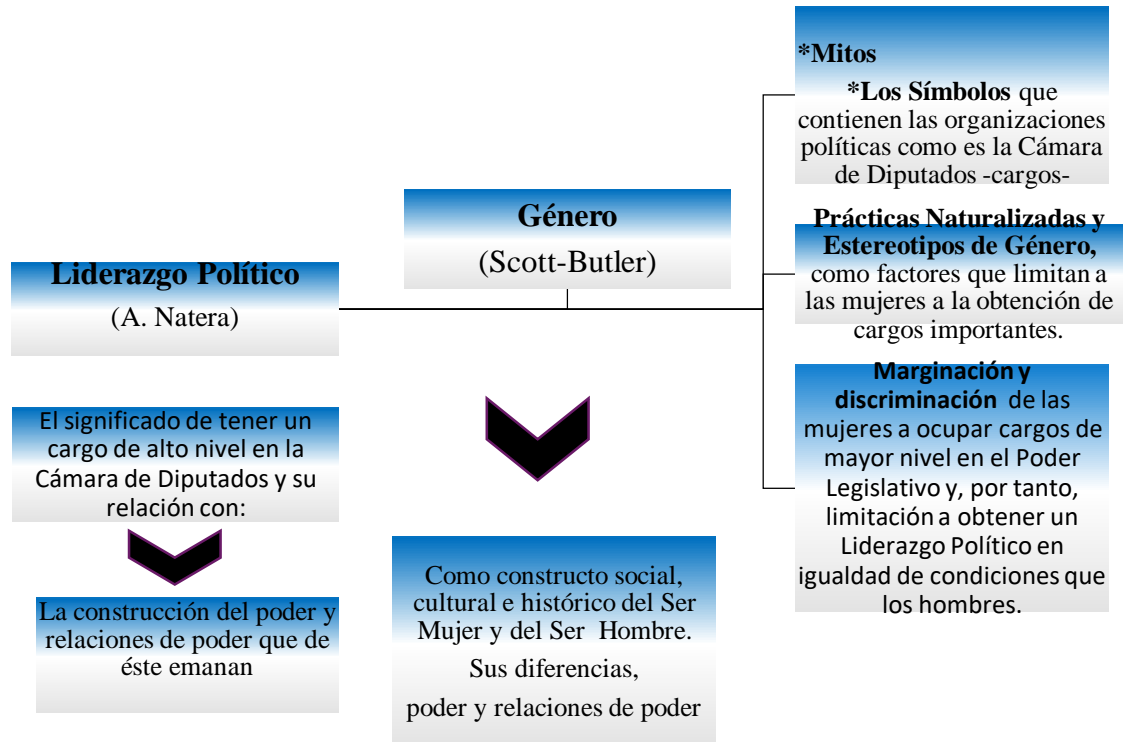 Liderazgo Político
(A. Natera)
El significado de tener un
cargo de alto nivel en la
Cámara de Diputados y su
relación con:
La construcción del poder y
relaciones de poder que de
éste emanan
Género
(Scott-Butler)
Como constructo social,
cultural e histórico del Ser
Mujer y del Ser Hombre.
Sus diferencias,
poder y relaciones de poder
*Mitos
*Los Símbolos que
contienen las organizaciones
políticas como es la Cámara
de Diputados -cargos-
Prácticas Naturalizadas y
Estereotipos de Género,
como factores que limitan a
las mujeres a la obtención de
cargos importantes.
Marginación y
discriminación de las
mujeres a ocupar cargos de
mayor nivel en el Poder
Legislativo y, por tanto,
limitación a obtener un
Liderazgo Político en
igualdad de condiciones que
los hombres.